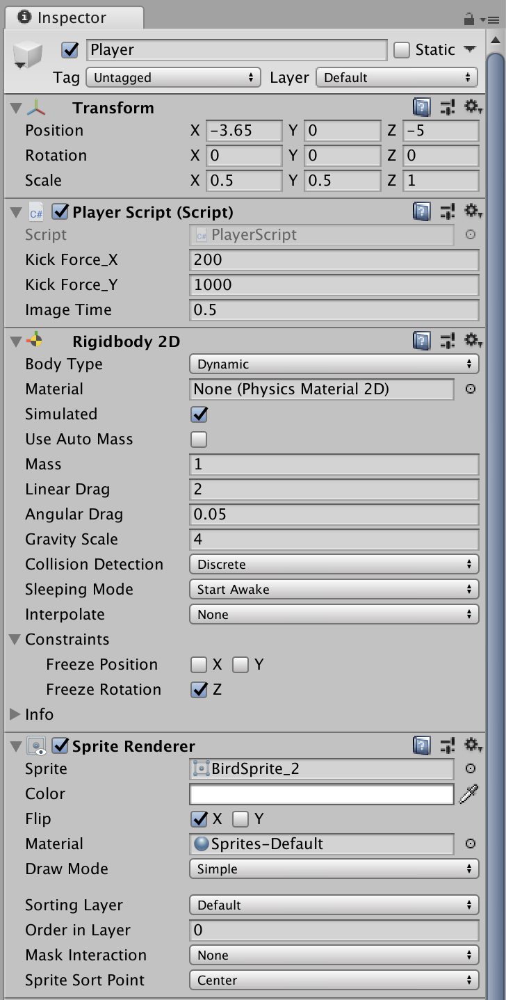 Inspector
Player Static
Tag Untagged Layer Default
Transform
Position X -3.65 Y 0 Z -5
Rotation X 0 Y 0 Z 0
Scale X 0.5 Y 0.5 Z 1
C# Player Script (Script)
Script C# PlayerScript
Kick Force_X 200
Kick Force_Y 1000
Image Time 0.5
Rigidbody 2D
Body Type Dynamic
Material None (Physics Material 2D)
Simulated
Use Auto Mass
Mass 1
Linear Drag 2
Angular Drag 0.05
Gravity Scale 4
Collision Detection Discrete
Sleeping Mode Start Awake
Interpolate None
Constraints
Freeze Position X Y
Freeze Rotation Z
Info
Sprite Renderer
Sprite BirdSprite_2
Color
Flip X Y
Material Sprites-Default
Draw Mode Simple
Sorting Layer Default
Order in Layer 0
Mask Interaction None
Sprite Sort Point Center